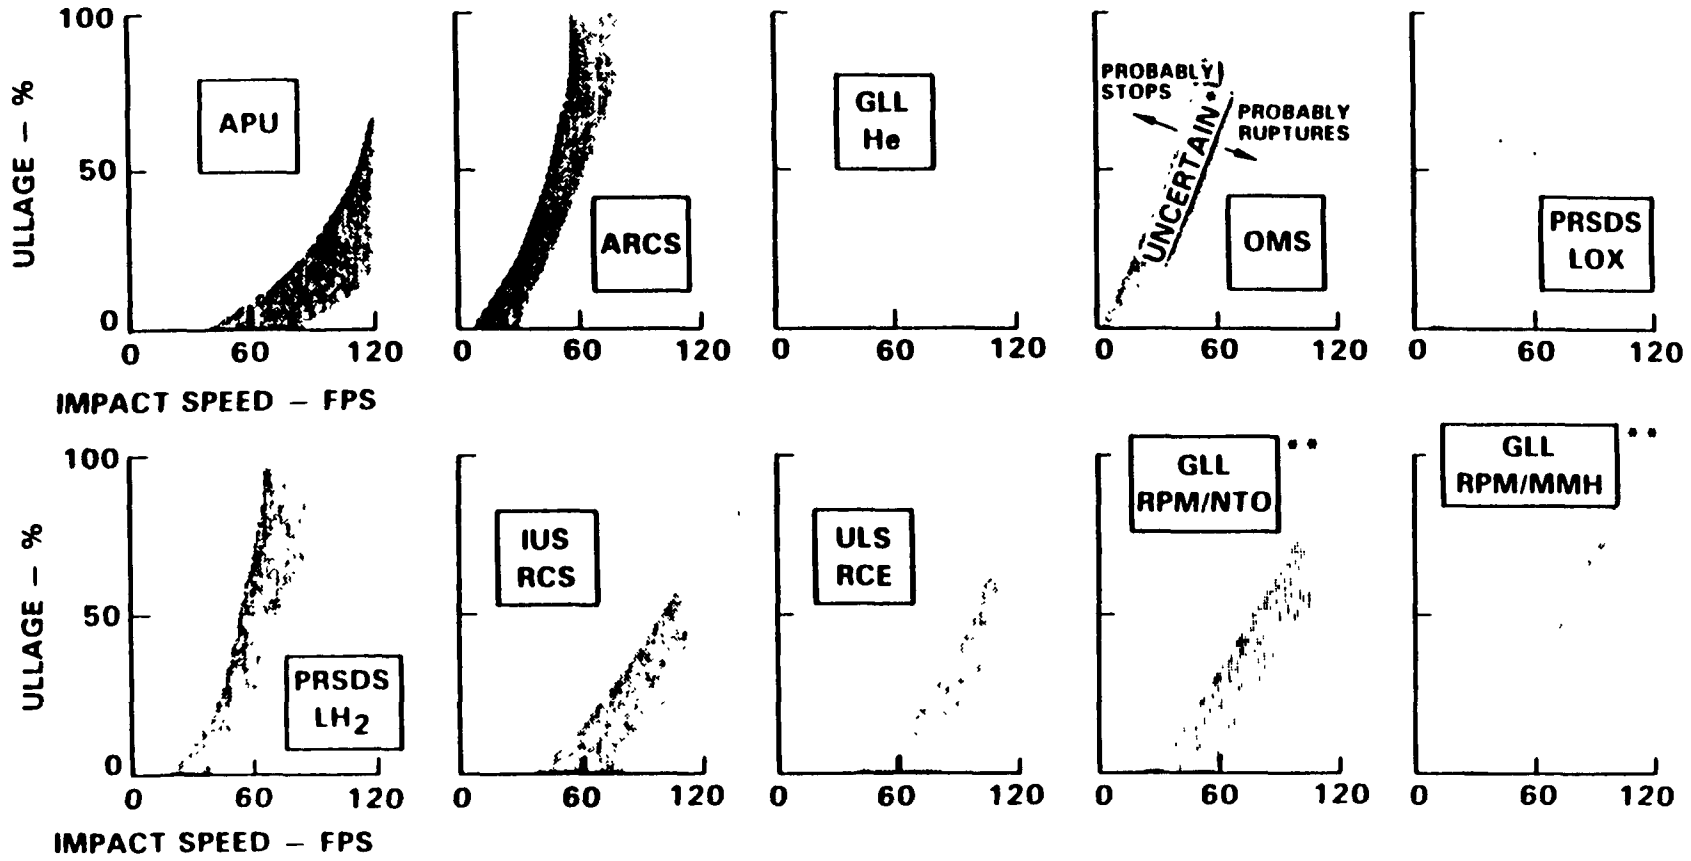 100
50
0
ULLAGE – %
APU
0 60 120
IMPACT SPEED – FPS
ARCS
0 60 120
GLL
He
0 60 120
PROBABLY
STOPS
UNCERTAIN*
PROBABLY
RUPTURES
OMS
0 60 120
PRSDS
LOX
0 60 120
100
50
0
ULLAGE – %
PRSDS
LH2
0 60 120
IMPACT SPEED – FPS
IUS
RCS
0 60 120
ULS
RCE
0 60 120
GLL **
RPM/NTO
0 60 120
GLL **
RPM/MMH
0 60 120